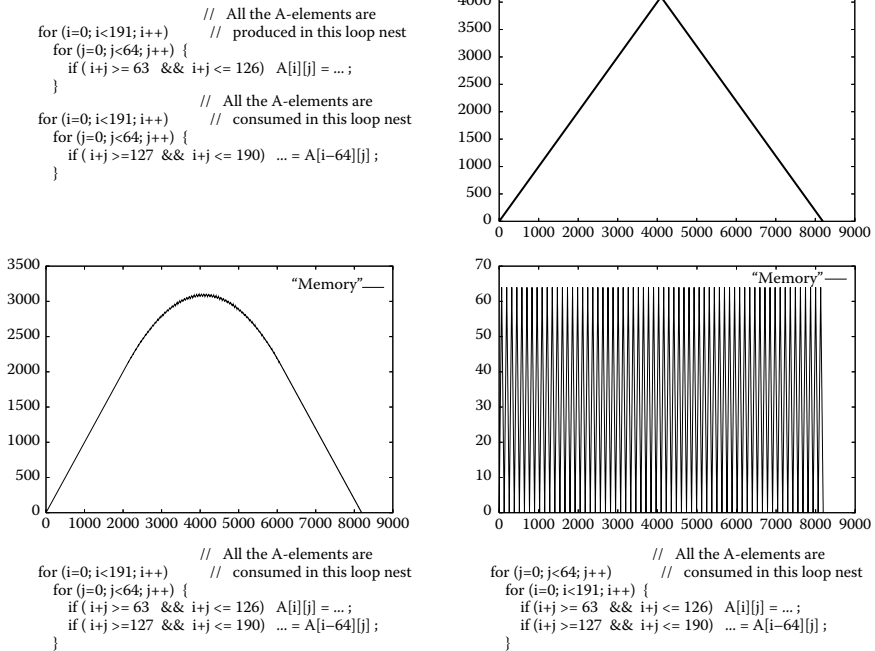 // All the A-elements are
for (i=0; i<191; i++) // produced in this loop nest
for (j=0; j<64; j++) {
if ( i+j >= 63 && i+j <= 126) A[i][j] = ... ;
}
// All the A-elements are
for (i=0; i<191; i++) // consumed in this loop nest
for (j=0; j<64; j++) {
if ( i+j >=127 && i+j <= 190) ... = A[i−64][j] ;
}
4000
3500
3000
2500
2000
1500
1000
500
0
0 1000 2000 3000 4000 5000 6000 7000 8000 9000
3500
3000
2500
2000
1500
1000
500
0
“Memory”
0 1000 2000 3000 4000 5000 6000 7000 8000 9000
70
60
50
40
30
20
10
0
“Memory”
0 1000 2000 3000 4000 5000 6000 7000 8000 9000
// All the A-elements are
for (i=0; i<191; i++) // consumed in this loop nest
for (j=0; j<64; j++) {
if ( i+j >= 63 && i+j <= 126) A[i][j] = ... ;
if ( i+j >=127 && i+j <= 190) ... = A[i−64][j] ;
}
// All the A-elements are
for (j=0; j<64; j++) // consumed in this loop nest
for (i=0; i<191; i++) {
if (i+j >= 63 && i+j <= 126) A[i][j] = ... ;
if (i+j >=127 && i+j <= 190) ... = A[i−64][j] ;
}